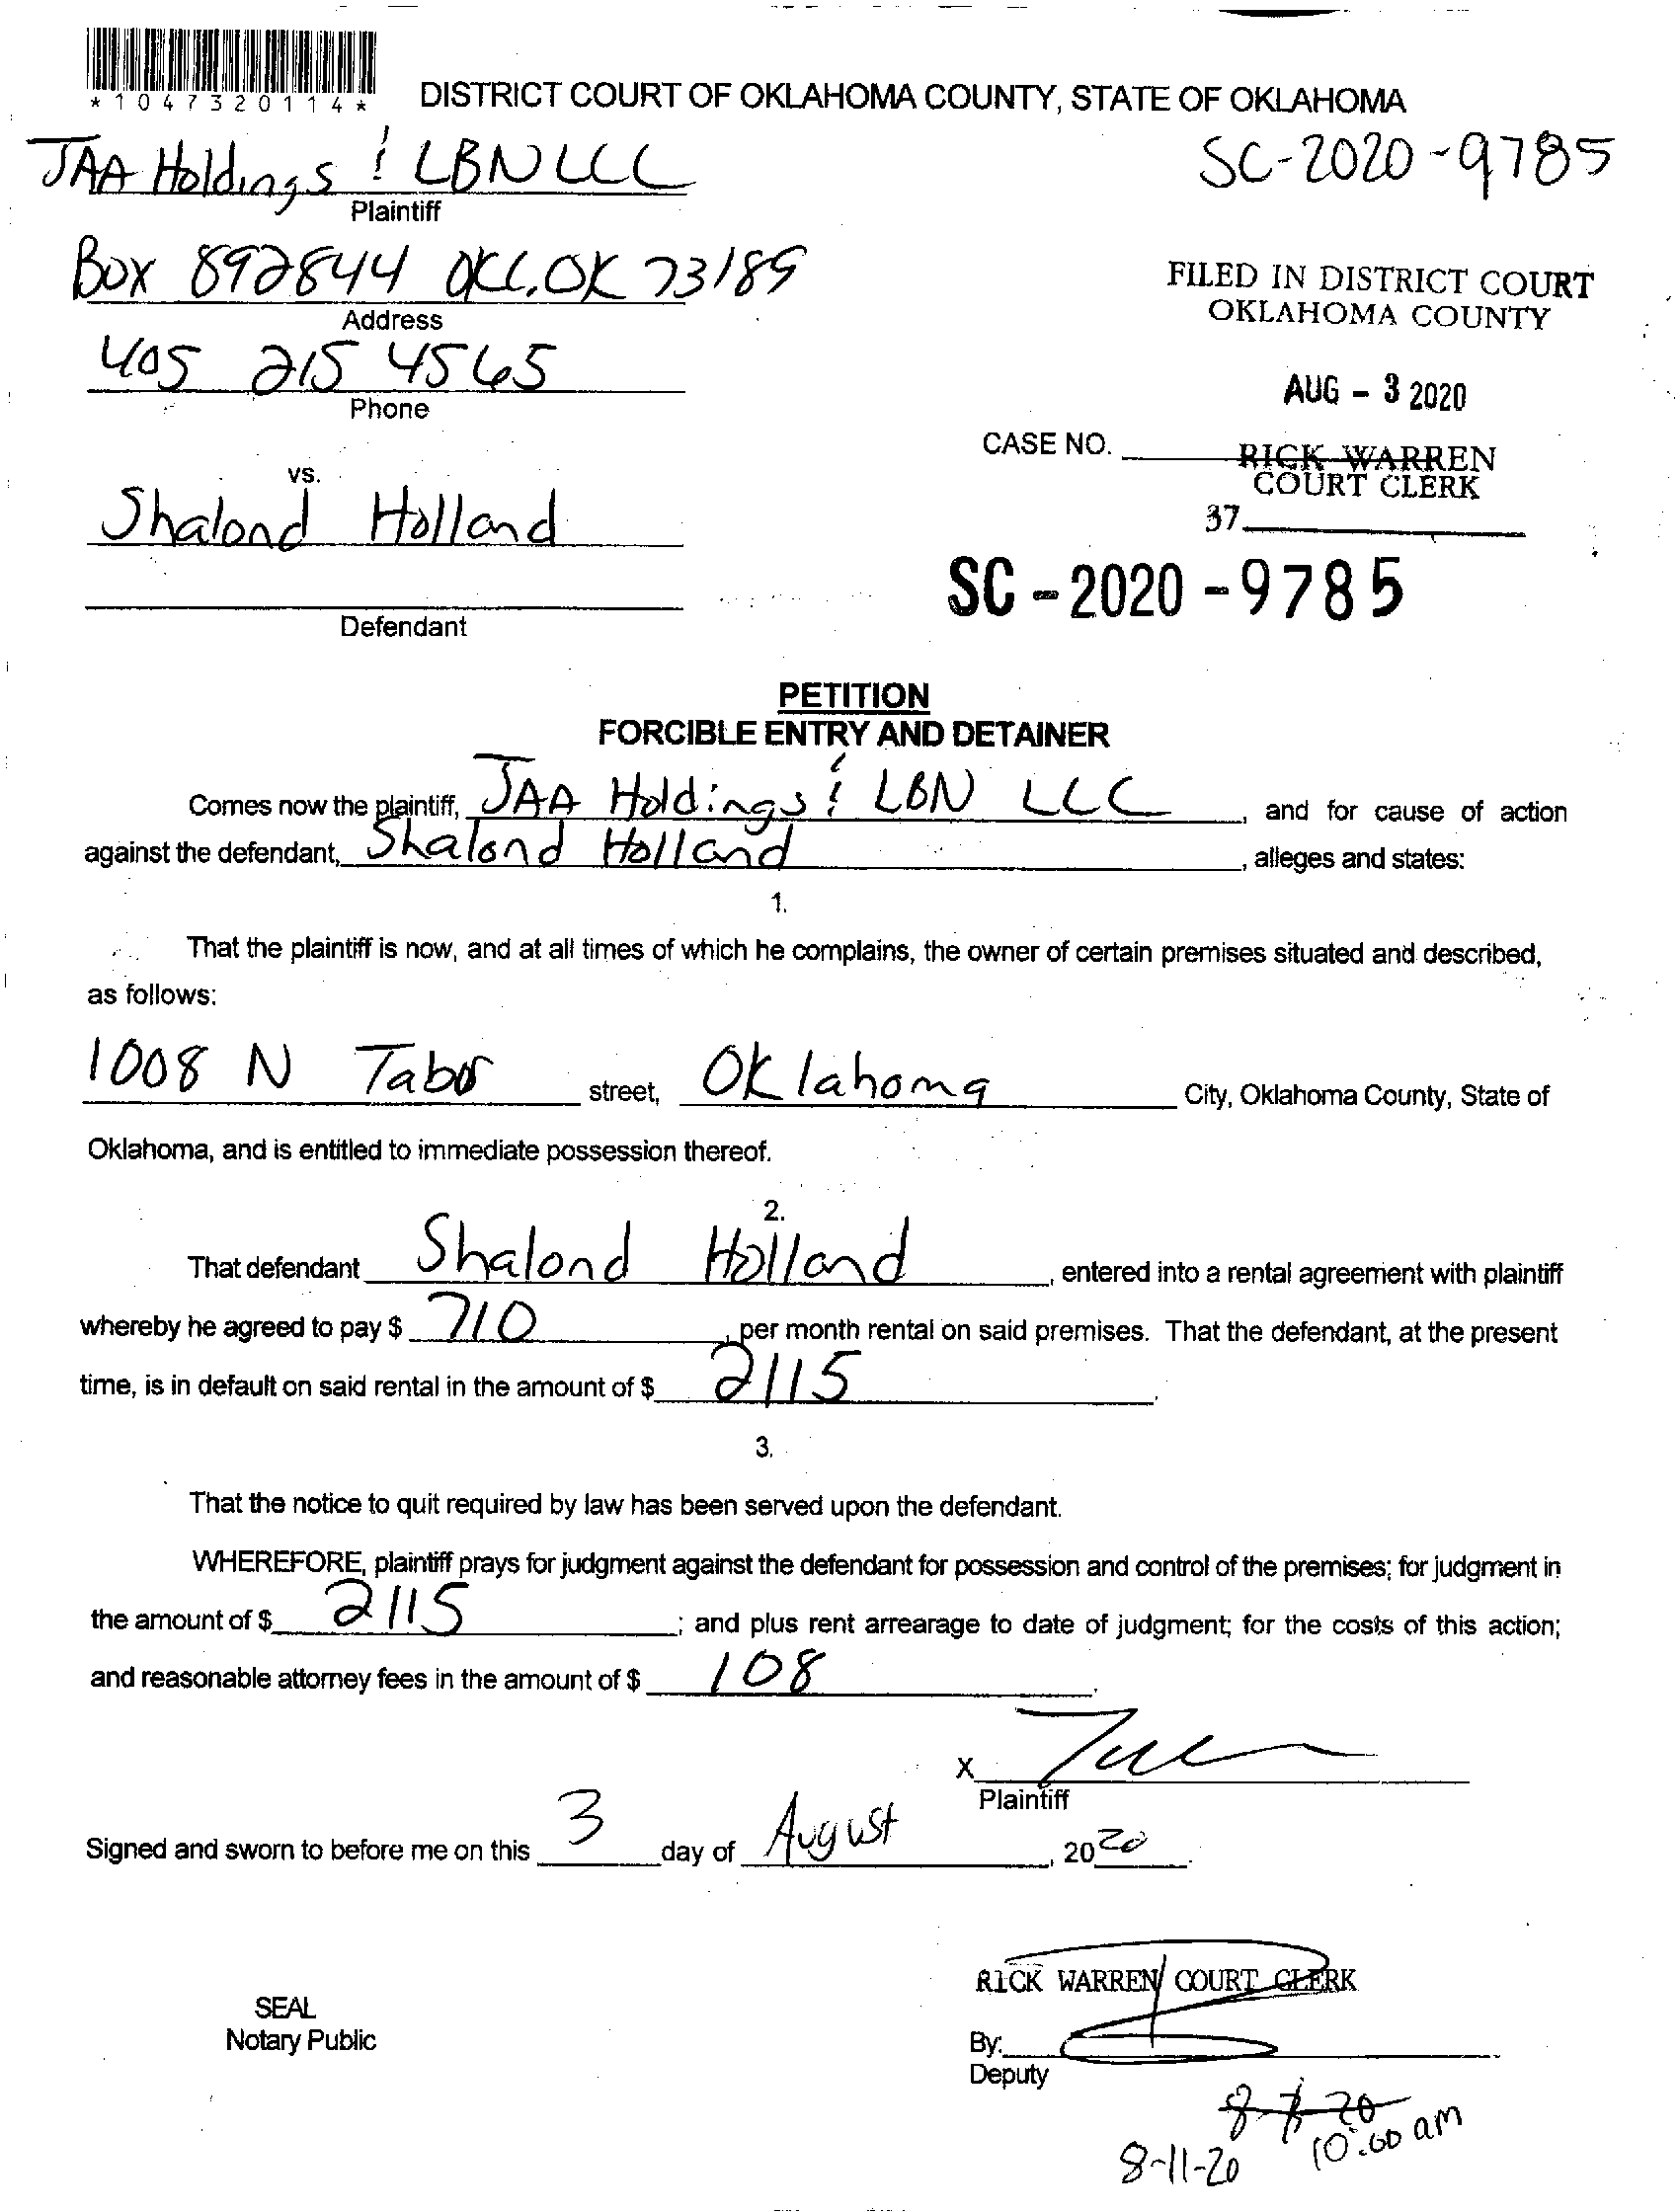 *1047320114*
DISTRICT COURT OF OKLAHOMA COUNTY, STATE OF OKLAHOMA
JAA Holdings & LBN LLC
SC-2020-9785
Plaintiff
Box 892844 OKC, OK 73189
FILED IN DISTRICT COURT
OKLAHOMA COUNTY
Address
405 215 4565
Phone
AUG - 3 2020
CASE NO.
RICK WARREN
COURT CLERK
vs.
37
Shalond Holland
SC - 2020 - 9785
Defendant
PETITION
FORCIBLE ENTRY AND DETAINER
Comes now the plaintiff, JAA Holdings & LBN LLC, and for cause of action
against the defendant, Shalond Holland, alleges and states:
1.
That the plaintiff is now, and at all times of which he complains, the owner of certain premises situated and described,
as follows:
1008 N Tabor street, Oklahoma City, Oklahoma County, State of
Oklahoma, and is entitled to immediate possession thereof.
2.
That defendant Shalond Holland, entered into a rental agreement with plaintiff
whereby he agreed to pay $ 710, per month rental on said premises. That the defendant, at the present
time, is in default on said rental in the amount of $ 2115.
3.
That the notice to quit required by law has been served upon the defendant.
WHEREFORE, plaintiff prays for judgment against the defendant for possession and control of the premises; for judgment in
the amount of $ 2115; and plus rent arrearage to date of judgment; for the costs of this action;
and reasonable attorney fees in the amount of $ 108.
X
Plaintiff
Signed and sworn to before me on this 3 day of August, 2020.
RICK WARREN COURT CLERK
SEAL
Notary Public
By:
Deputy
8-7-20
8-11-20 10:00 am